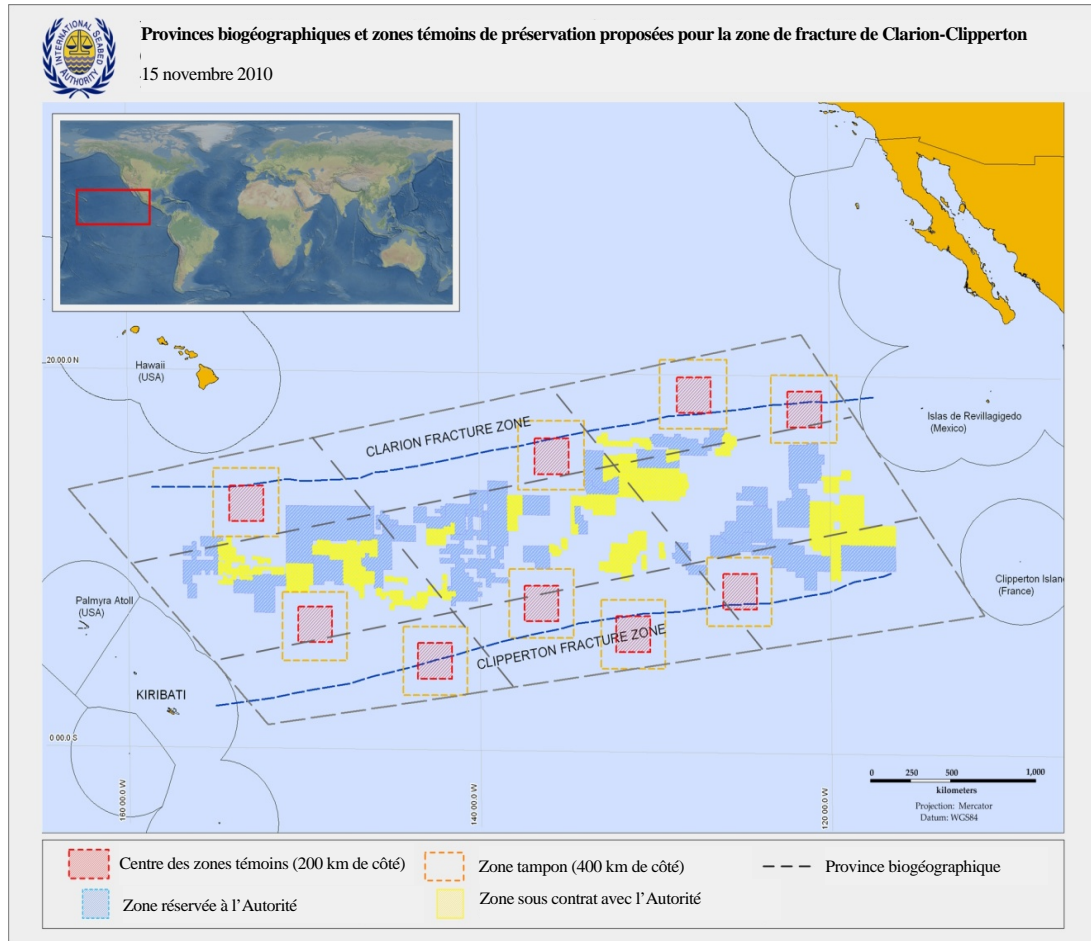 INTERNATIONAL SEABED AUTHORITY
Provinces biogéographiques et zones témoins de préservation proposées pour la zone de fracture de Clarion-Clipperton
15 novembre 2010
20 00.0 N
Hawaii
(USA)
CLARION FRACTURE ZONE
Islas de Revillagigedo
(Mexico)
Clipperton Island
(France)
Palmyra Atoll
(USA)
CLIPPERTON FRACTURE ZONE
KIRIBATI
0 00.0 S
160 00.0 W
140 00.0 W
120 00.0 W
0 250 500 1,000
kilometers
Projection: Mercator
Datum: WGS84
Centre des zones témoins (200 km de côté)
Zone tampon (400 km de côté)
Province biogéographique
Zone réservée à l’Autorité
Zone sous contrat avec l’Autorité